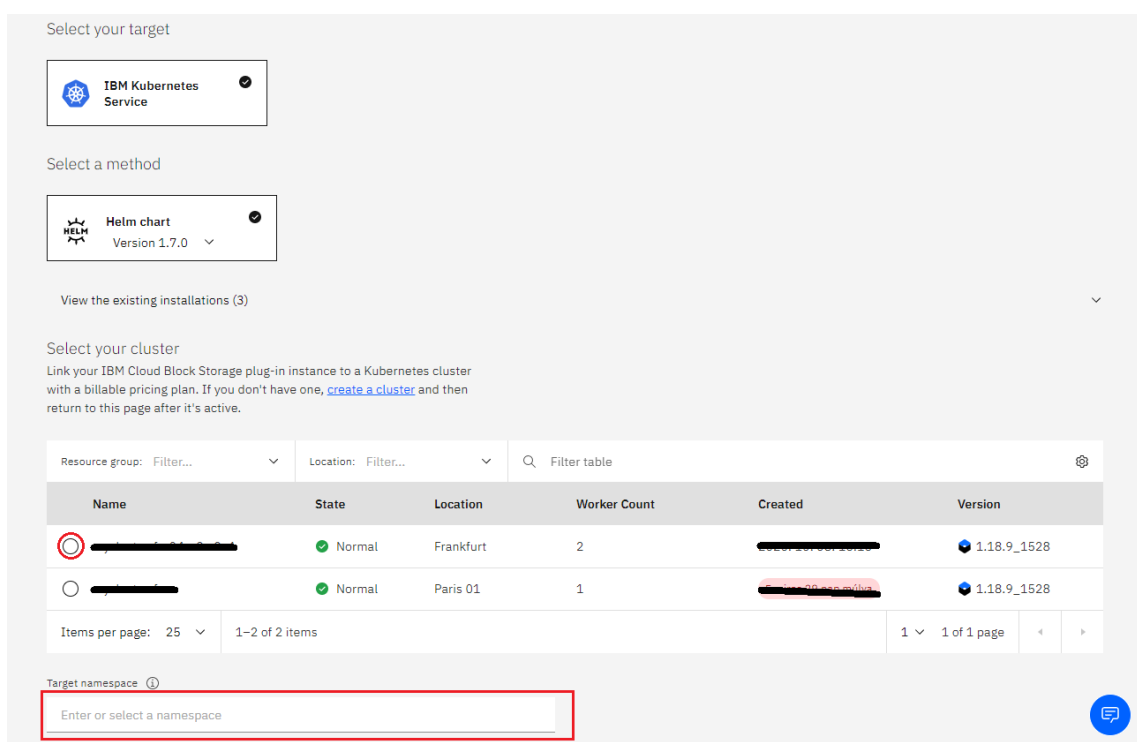 Select your target
IBM Kubernetes
Service
Select a method
HELM
Helm chart
Version 1.7.0
View the existing installations (3)
Select your cluster
Link your IBM Cloud Block Storage plug-in instance to a Kubernetes cluster
with a billable pricing plan. If you don't have one, create a cluster and then
return to this page after it's active.
Resource group: Filter... Location: Filter... Filter table
Name State Location Worker Count Created Version
Normal Frankfurt 2 1.18.9_1528
Normal Paris 01 1 1.18.9_1528
Items per page: 25 1–2 of 2 items 1 1 of 1 page
Target namespace
Enter or select a namespace